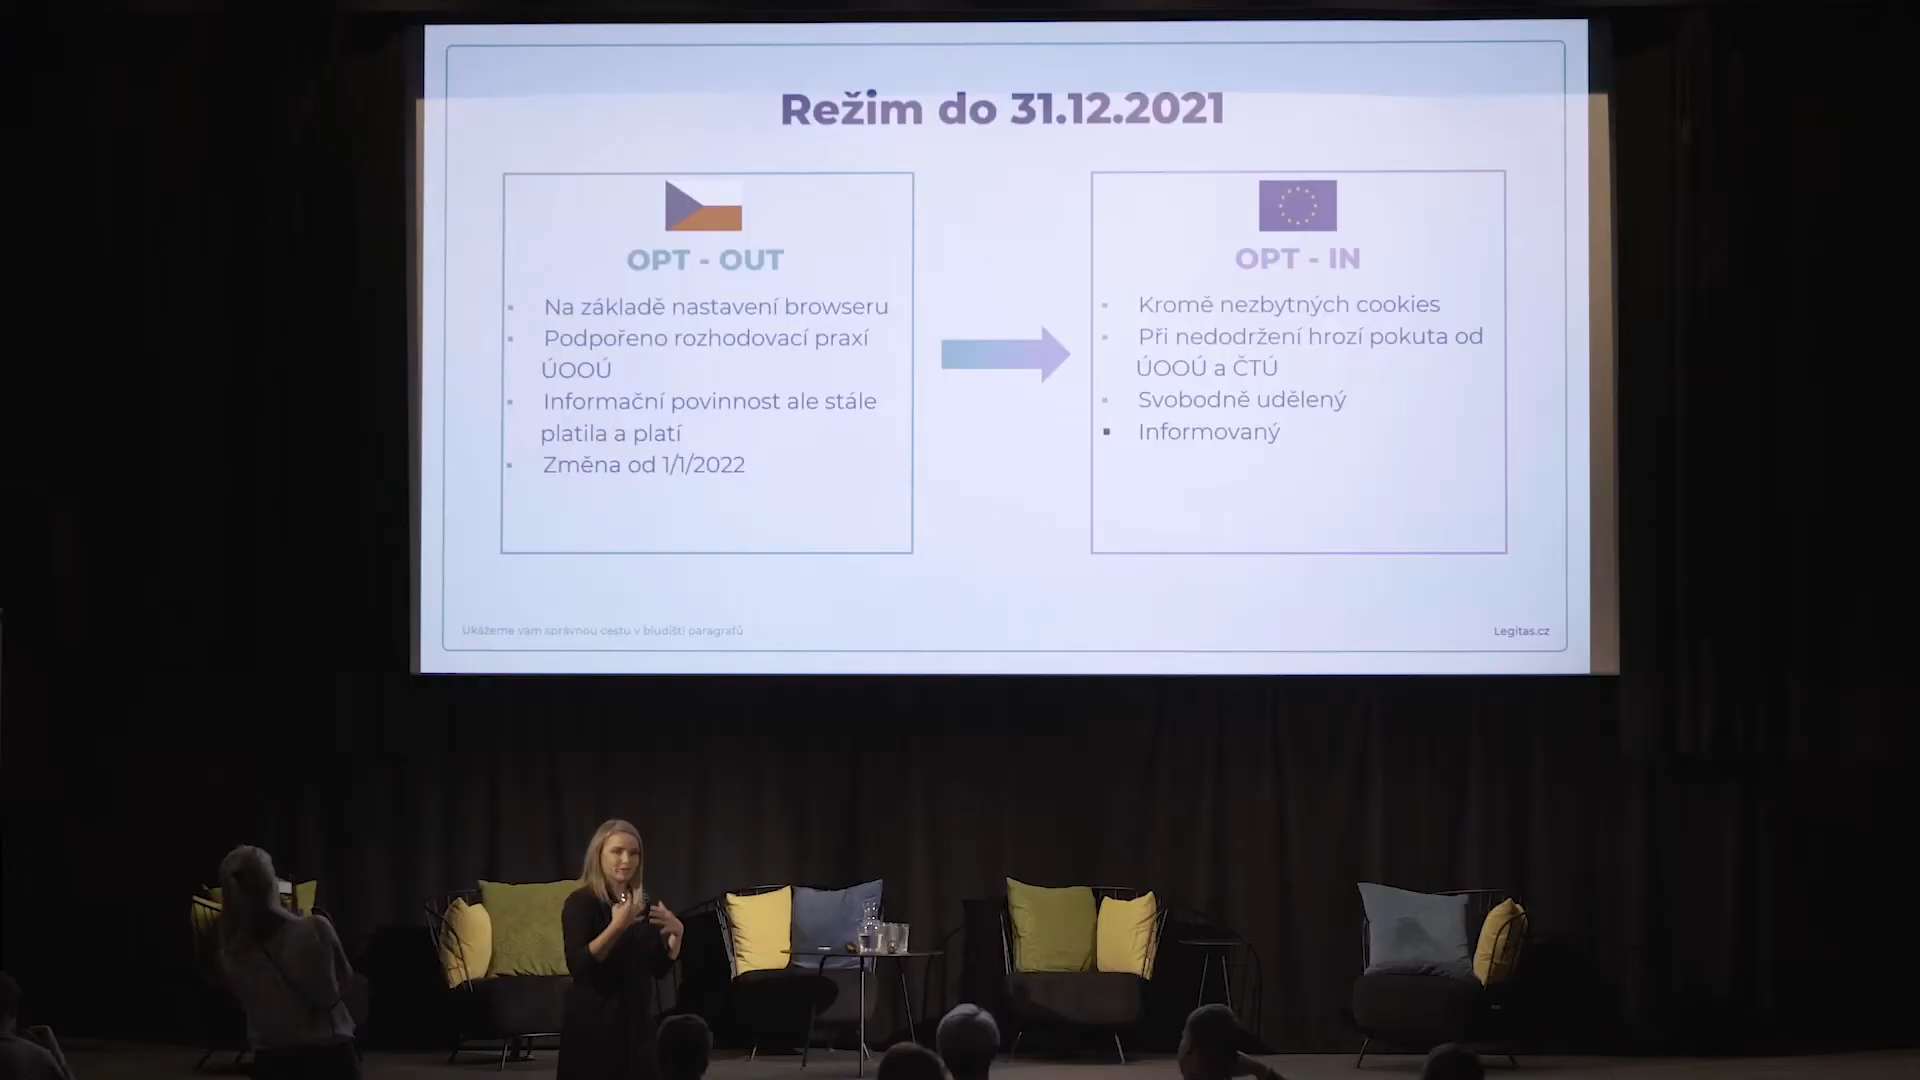 Režim do 31.12.2021
OPT - OUT
▪ Na základě nastavení browseru
▪ Podpořeno rozhodovací praxí
ÚOOÚ
▪ Informační povinnost ale stále
platila a platí
▪ Změna od 1/1/2022
OPT - IN
▪ Kromě nezbytných cookies
▪ Při nedodržení hrozí pokuta od
ÚOOÚ a ČTÚ
▪ Svobodně udělený
▪ Informovaný
Ukážeme vám správnou cestu v bludišti paragrafů
Legitas.cz